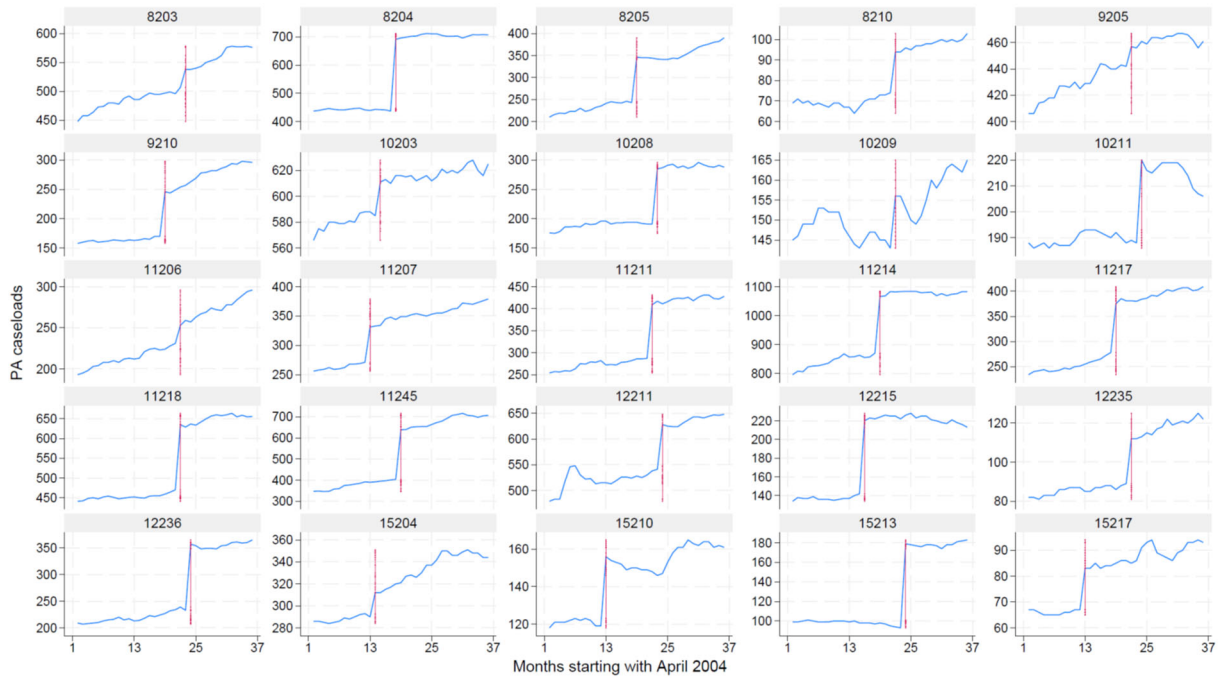 8203 8204 8205 8210 9205
600 550 500 450
700 600 500 400
400 350 300 250 200
100 90 80 70 60
460 440 420 400
9210 10203 10208 10209 10211
300 250 200 150
620 600 580 560
300 250 200 150
165 160 155 150 145
220 210 200 190
11206 11207 11211 11214 11217
300 250 200
400 350 300 250
450 400 350 300 250
1100 1000 900 800
400 350 300 250
11218 11245 12211 12215 12235
650 600 550 500 450
700 600 500 400 300
650 600 550 500
220 200 180 160 140
120 100 80
12236 15204 15210 15213 15217
350 300 250 200
360 340 320 300 280
160 140 120
180 160 140 120 100
90 80 70 60
1 13 25 37 1 13 25 37 1 13 25 37 1 13 25 37 1 13 25 37
PA caseloads
Months starting with April 2004